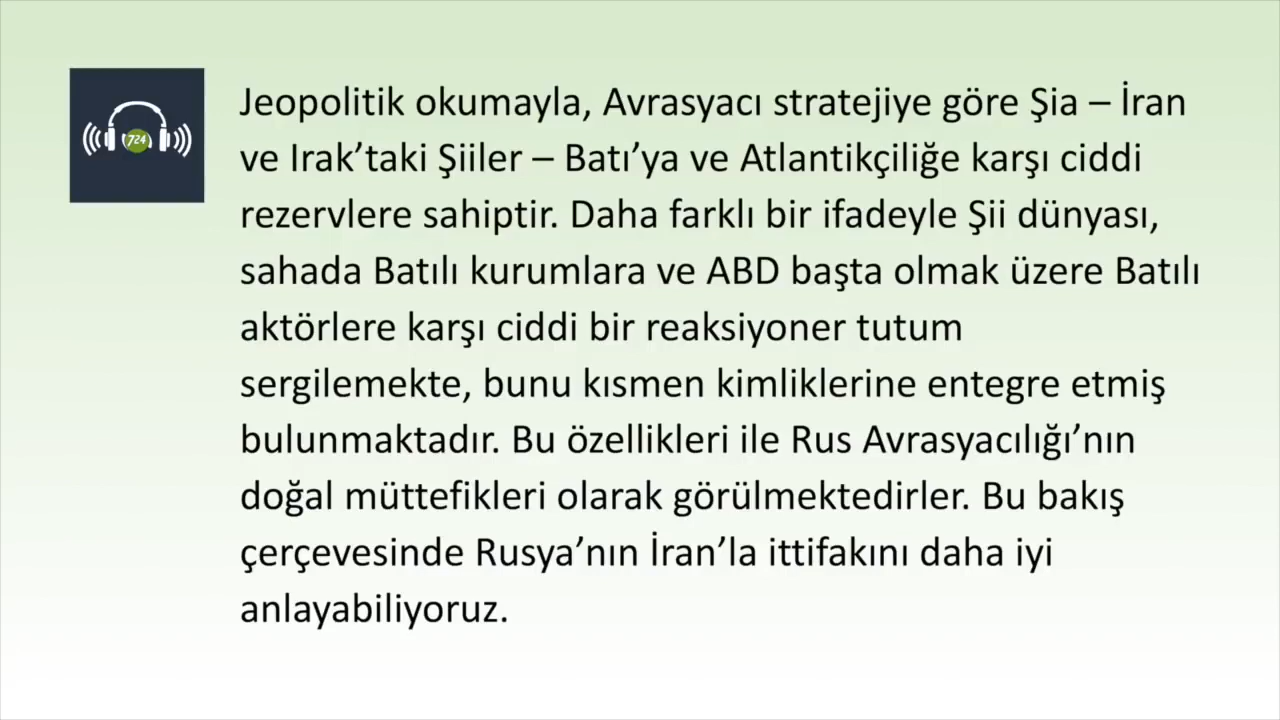 724
Jeopolitik okumayla, Avrasyacı stratejiye göre Şia – İran
ve Irak’taki Şiiler – Batı’ya ve Atlantikçiliğe karşı ciddi
rezervlere sahiptir. Daha farklı bir ifadeyle Şii dünyası,
sahada Batılı kurumlara ve ABD başta olmak üzere Batılı
aktörlere karşı ciddi bir reaksiyoner tutum
sergilemekte, bunu kısmen kimliklerine entegre etmiş
bulunmaktadır. Bu özellikleri ile Rus Avrasyacılığı’nın
doğal müttefikleri olarak görülmektedirler. Bu bakış
çerçevesinde Rusya’nın İran’la ittifakını daha iyi
anlayabiliyoruz.